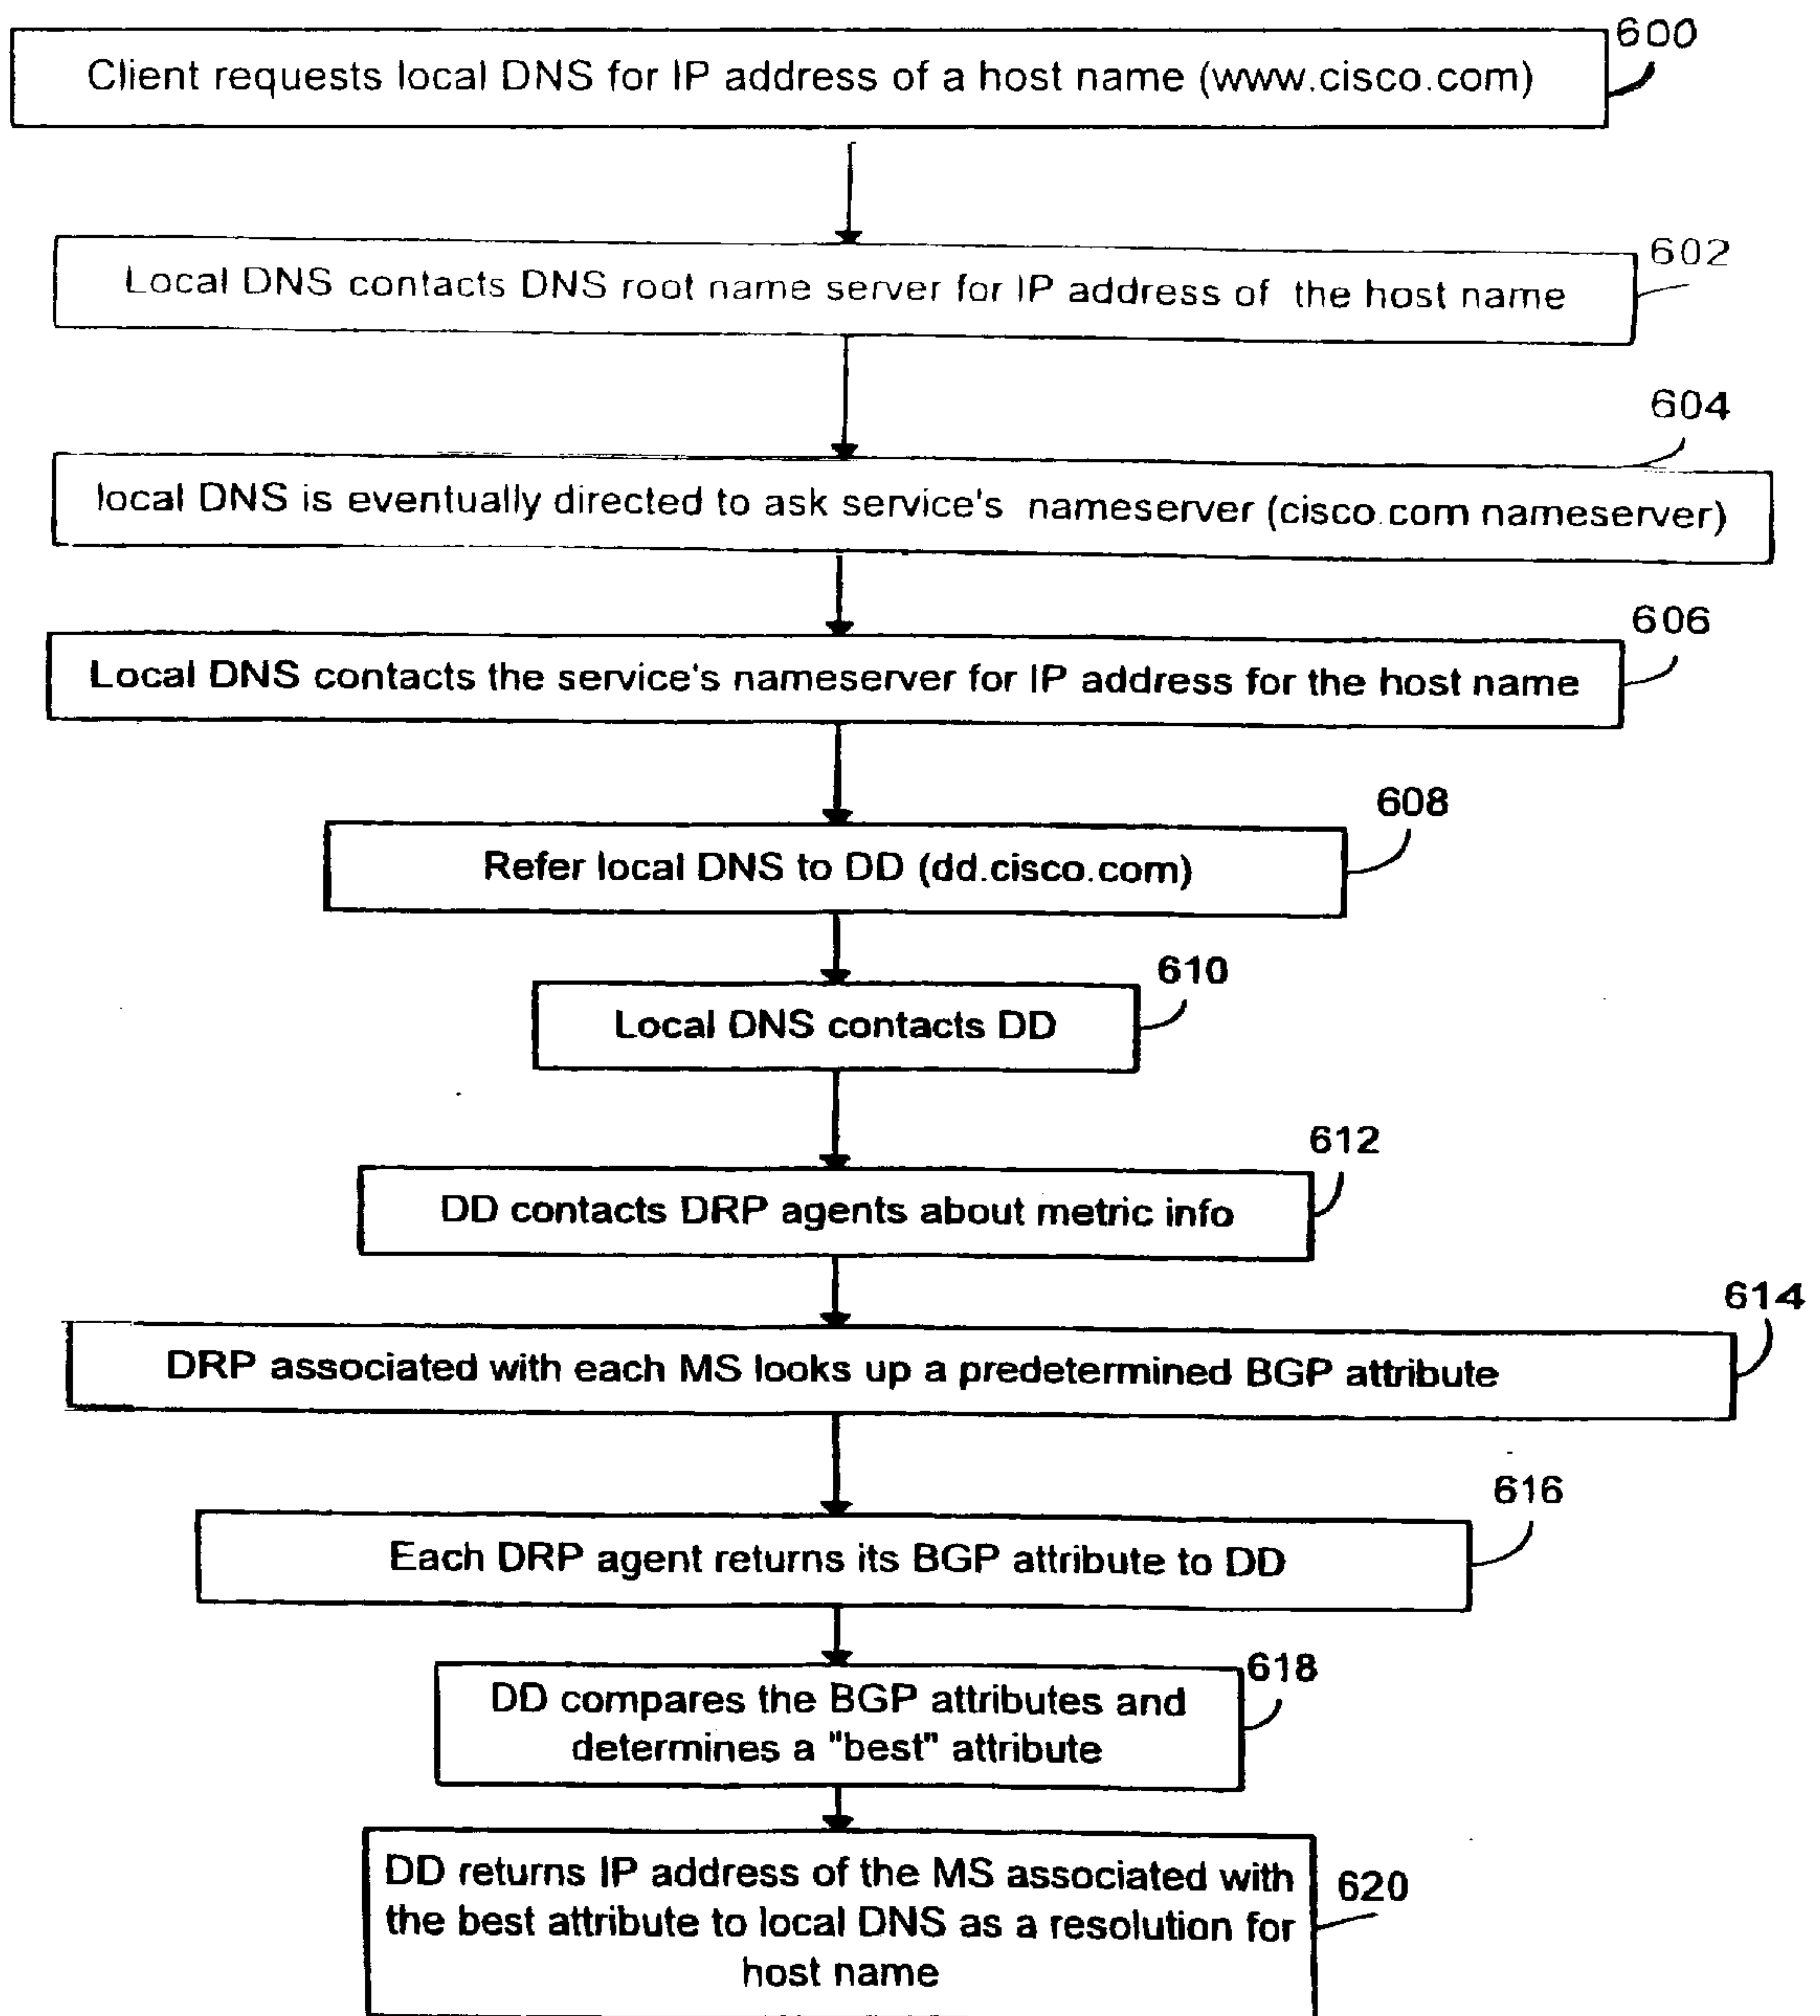 600
Client requests local DNS for IP address of a host name (www.cisco.com)
602
Local DNS contacts DNS root name server for IP address of the host name
604
local DNS is eventually directed to ask service's nameserver (cisco.com nameserver)
606
Local DNS contacts the service's nameserver for IP address for the host name
608
Refer local DNS to DD (dd.cisco.com)
610
Local DNS contacts DD
612
DD contacts DRP agents about metric info
614
DRP associated with each MS looks up a predetermined BGP attribute
616
Each DRP agent returns its BGP attribute to DD
618
DD compares the BGP attributes and
determines a "best" attribute
620
DD returns IP address of the MS associated with
the best attribute to local DNS as a resolution for
host name